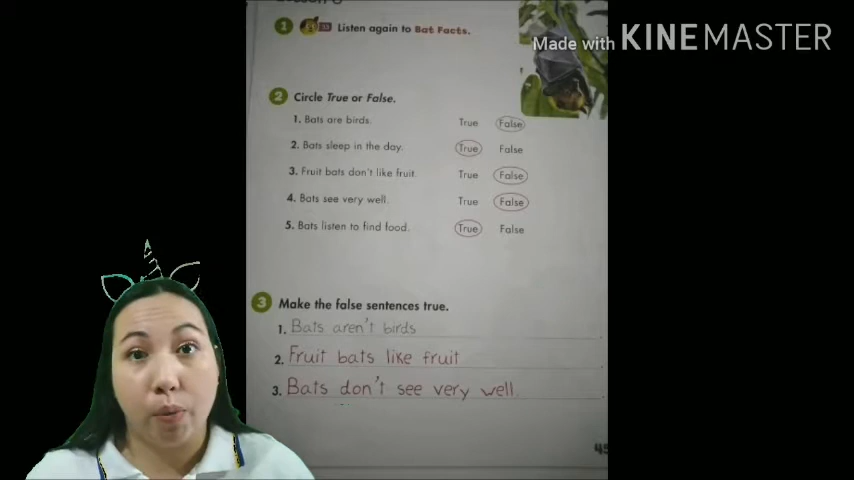 Made with KINEMASTER
1 Listen again to Bat Facts.
2 Circle True or False.
1. Bats are birds. True False
2. Bats sleep in the day. True False
3. Fruit bats don't like fruit. True False
4. Bats see very well. True False
5. Bats listen to find food. True False
3 Make the false sentences true.
1. Bats aren't birds
2. Fruit bats like fruit
3. Bats don't see very well.